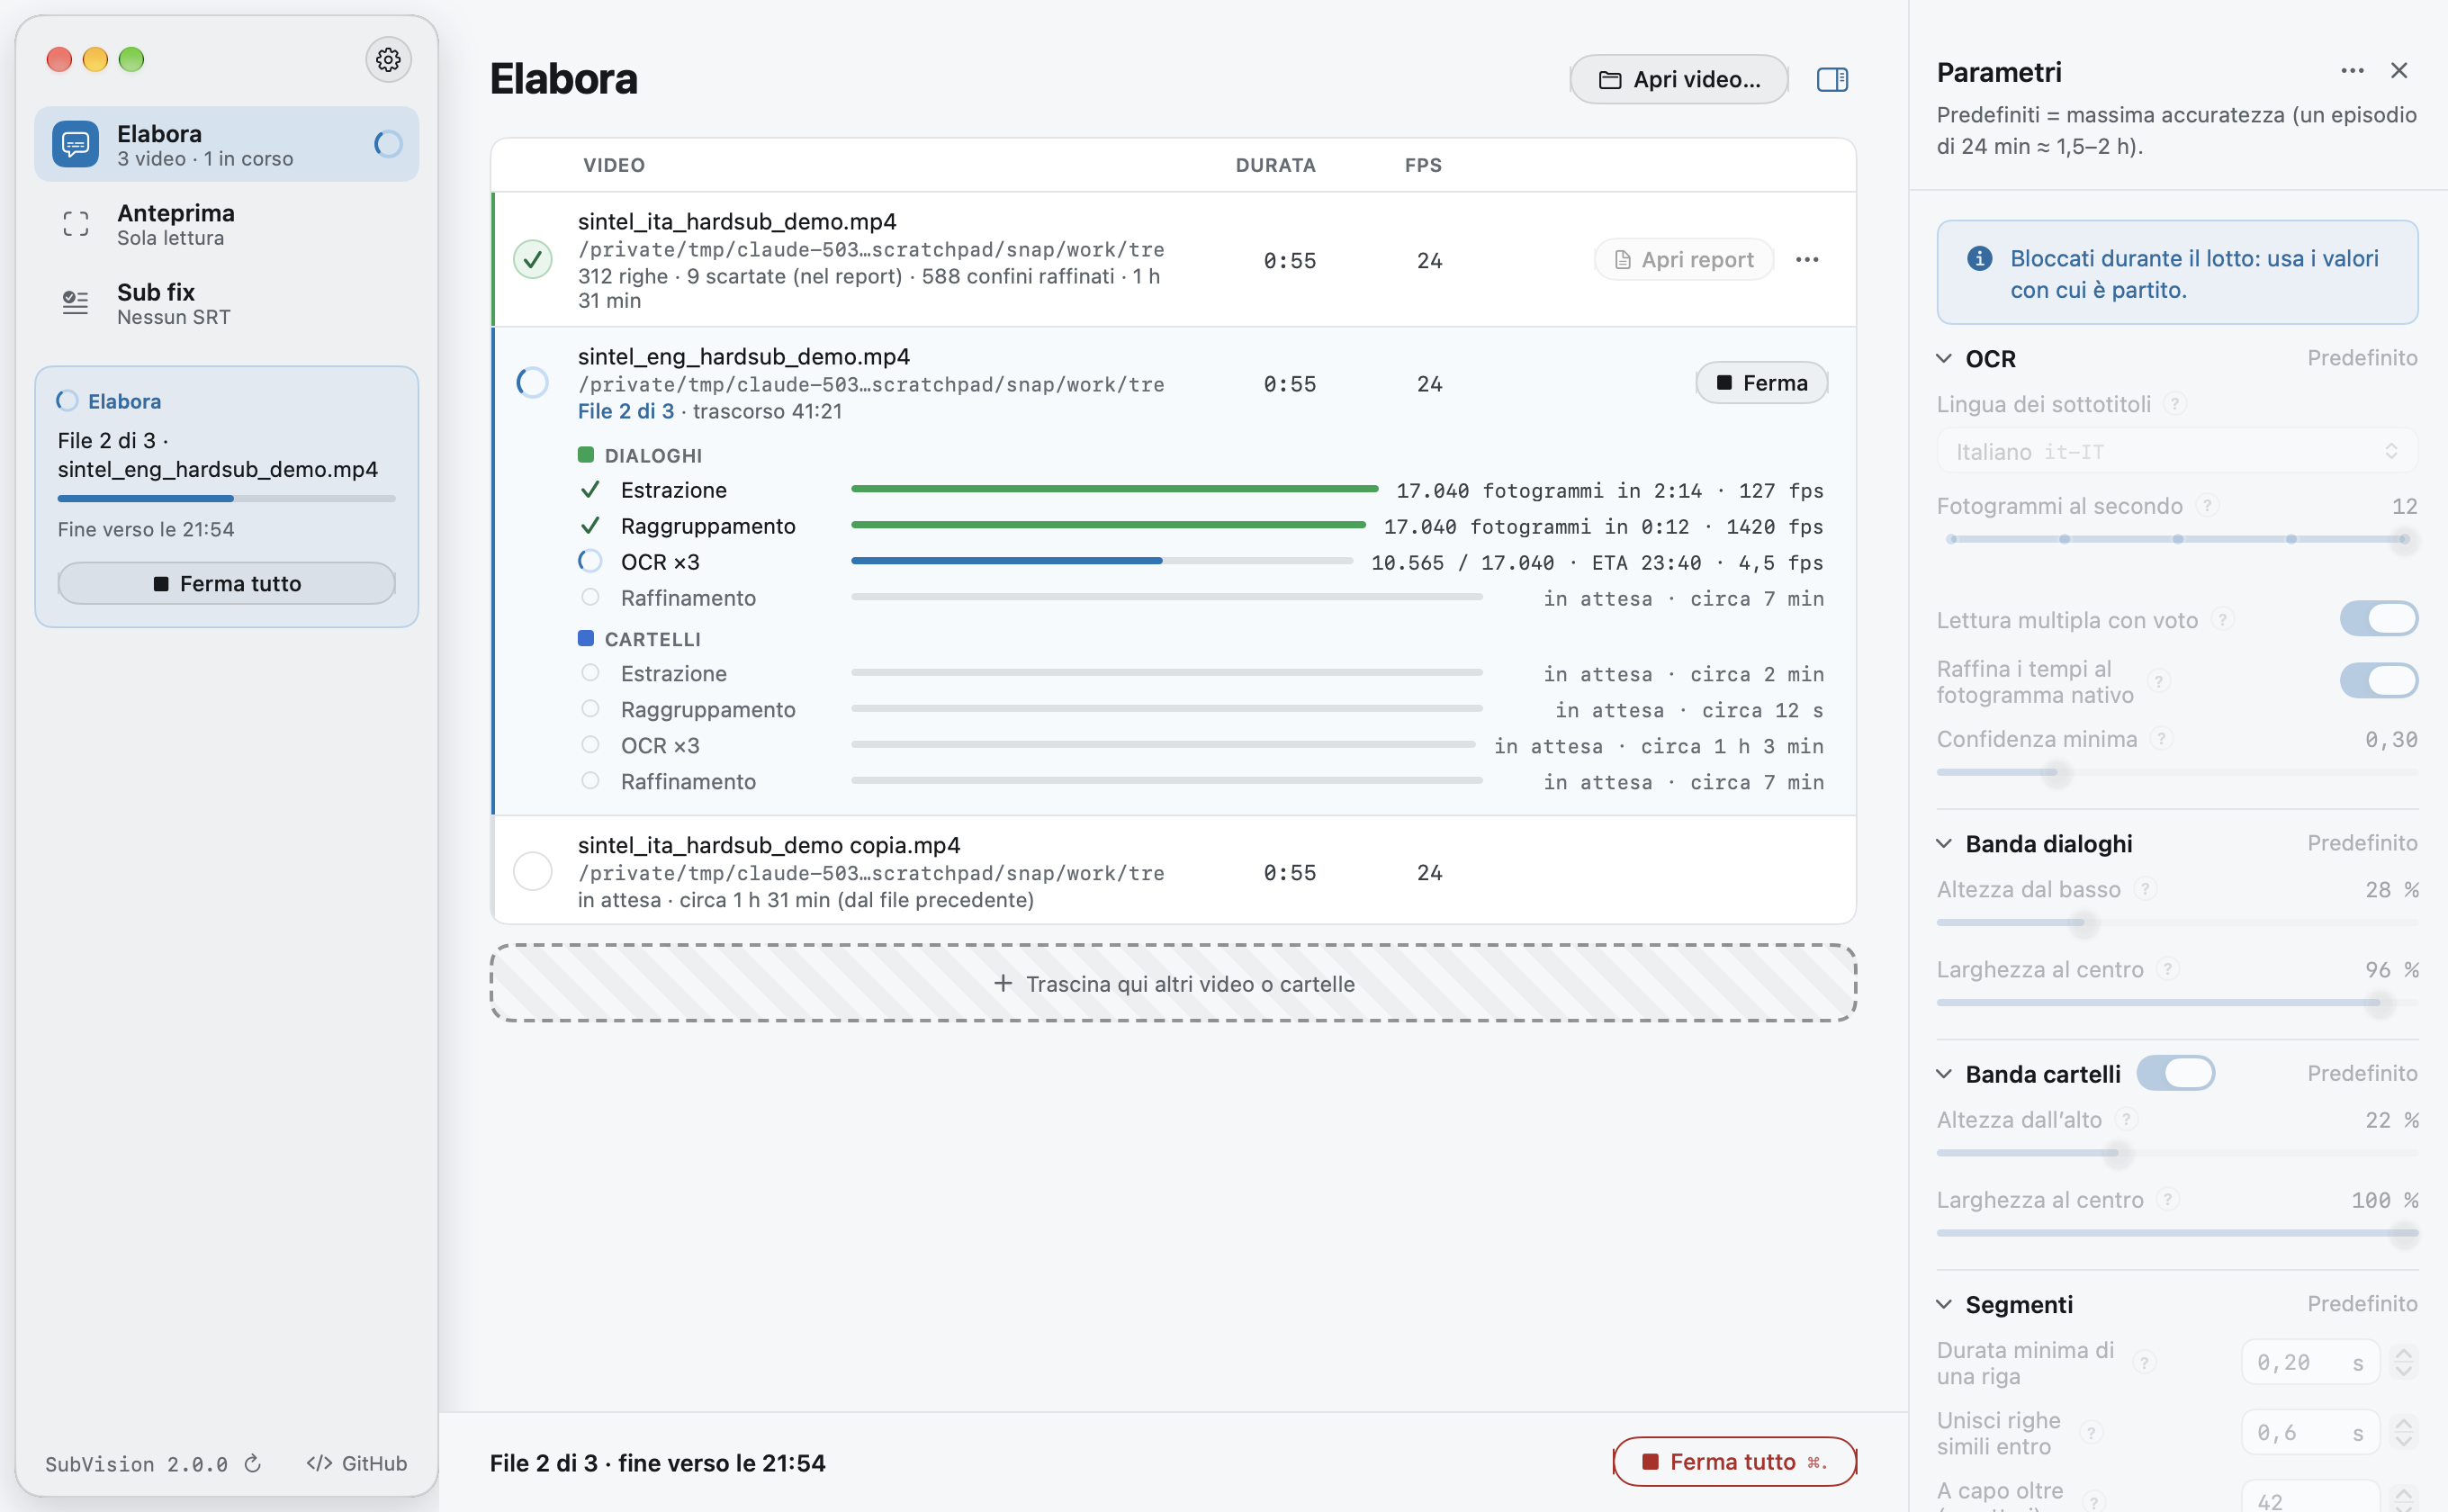 Elabora
3 video · 1 in corso
Anteprima
Sola lettura
Sub fix
Nessun SRT
Elabora
File 2 di 3 ·
sintel_eng_hardsub_demo.mp4
Fine verso le 21:54
Ferma tutto
SubVision 2.0.0
</> GitHub
Elabora
Apri video...
VIDEO DURATA FPS
sintel_ita_hardsub_demo.mp4
/private/tmp/claude-503…scratchpad/snap/work/tre
312 righe · 9 scartate (nel report) · 588 confini raffinati · 1 h
31 min
0:55 24 Apri report
sintel_eng_hardsub_demo.mp4
/private/tmp/claude-503…scratchpad/snap/work/tre
0:55 24 Ferma
File 2 di 3 · trascorso 41:21
DIALOGHI
Estrazione 17.040 fotogrammi in 2:14 · 127 fps
Raggruppamento 17.040 fotogrammi in 0:12 · 1420 fps
OCR ×3 10.565 / 17.040 · ETA 23:40 · 4,5 fps
Raffinamento in attesa · circa 7 min
CARTELLI
Estrazione in attesa · circa 2 min
Raggruppamento in attesa · circa 12 s
OCR ×3 in attesa · circa 1 h 3 min
Raffinamento in attesa · circa 7 min
sintel_ita_hardsub_demo copia.mp4
/private/tmp/claude-503…scratchpad/snap/work/tre
0:55 24
in attesa · circa 1 h 31 min (dal file precedente)
+ Trascina qui altri video o cartelle
File 2 di 3 · fine verso le 21:54
Ferma tutto ⌘.
Parametri
Predefiniti = massima accuratezza (un episodio
di 24 min ≈ 1,5–2 h).
Bloccati durante il lotto: usa i valori
con cui è partito.
OCR Predefinito
Lingua dei sottotitoli ?
Italiano it-IT
Fotogrammi al secondo ? 12
Lettura multipla con voto ?
Raffina i tempi al
fotogramma nativo ?
Confidenza minima ? 0,30
Banda dialoghi Predefinito
Altezza dal basso ? 28 %
Larghezza al centro ? 96 %
Banda cartelli Predefinito
Altezza dall’alto ? 22 %
Larghezza al centro ? 100 %
Segmenti Predefinito
Durata minima di
una riga ? 0,20 s
Unisci righe
simili entro ? 0,6 s
A capo oltre
? 42